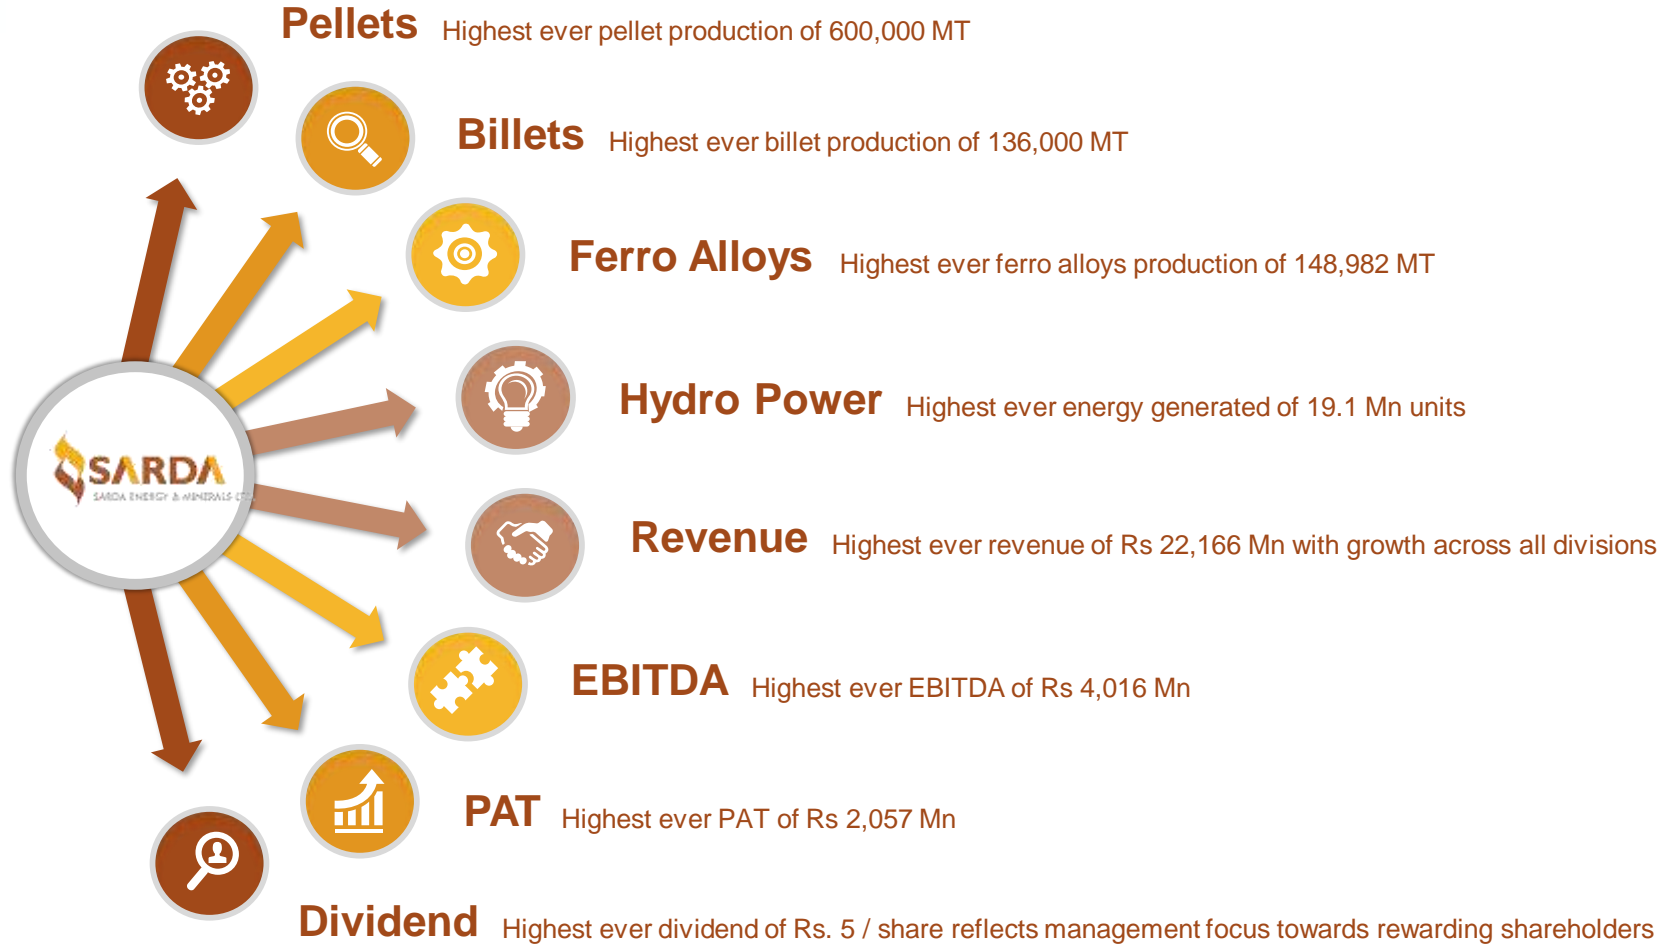 Pellets Highest ever pellet production of 600,000 MT
Billets Highest ever billet production of 136,000 MT
Ferro Alloys Highest ever ferro alloys production of 148,982 MT
Hydro Power Highest ever energy generated of 19.1 Mn units
SARDA
SARDA ENERGY & MINERALS LTD.
Revenue Highest ever revenue of Rs 22,166 Mn with growth across all divisions
EBITDA Highest ever EBITDA of Rs 4,016 Mn
PAT Highest ever PAT of Rs 2,057 Mn
Dividend Highest ever dividend of Rs. 5 / share reflects management focus towards rewarding shareholders